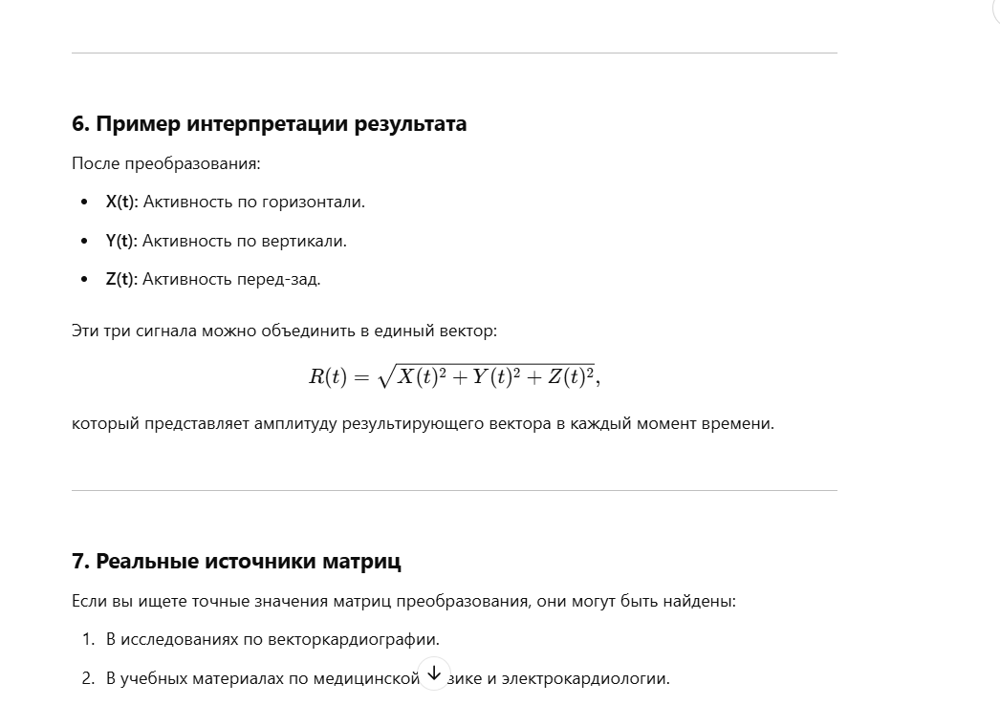 6. Пример интерпретации результата
После преобразования:
• X(t): Активность по горизонтали.
• Y(t): Активность по вертикали.
• Z(t): Активность перед-зад.
Эти три сигнала можно объединить в единый вектор:
R(t) = √X(t)² + Y(t)² + Z(t)²,
который представляет амплитуду результирующего вектора в каждый момент времени.
7. Реальные источники матриц
Если вы ищете точные значения матриц преобразования, они могут быть найдены:
1. В исследованиях по векторкардиографии.
2. В учебных материалах по медицинской зике и электрокардиологии.